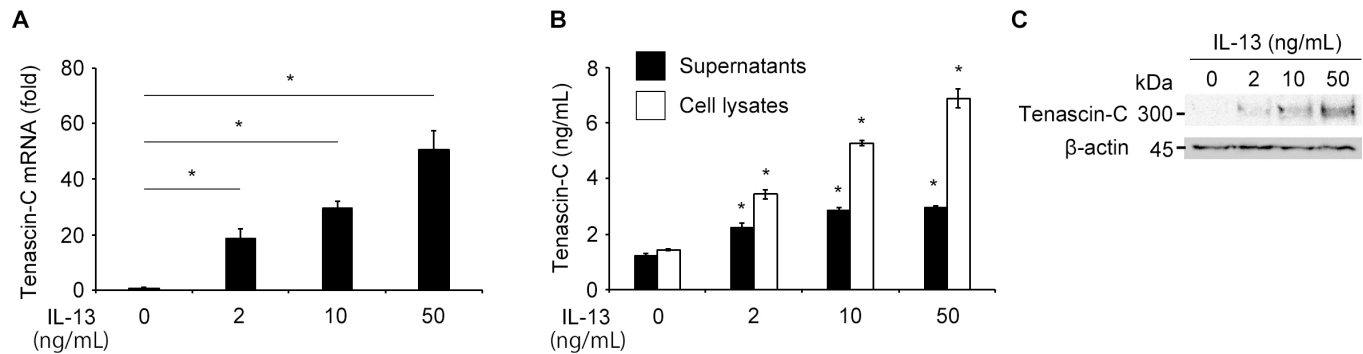 A
Tenascin-C mRNA (fold)
80
60
40
20
0
*
*
*
IL-13
(ng/mL)
0 2 10 50
B
Tenascin-C (ng/mL)
8
6
4
2
0
Supernatants
Cell lysates
* * * * * *
IL-13
(ng/mL)
0 2 10 50
C
IL-13 (ng/mL)
kDa 0 2 10 50
Tenascin-C 300
β-actin 45